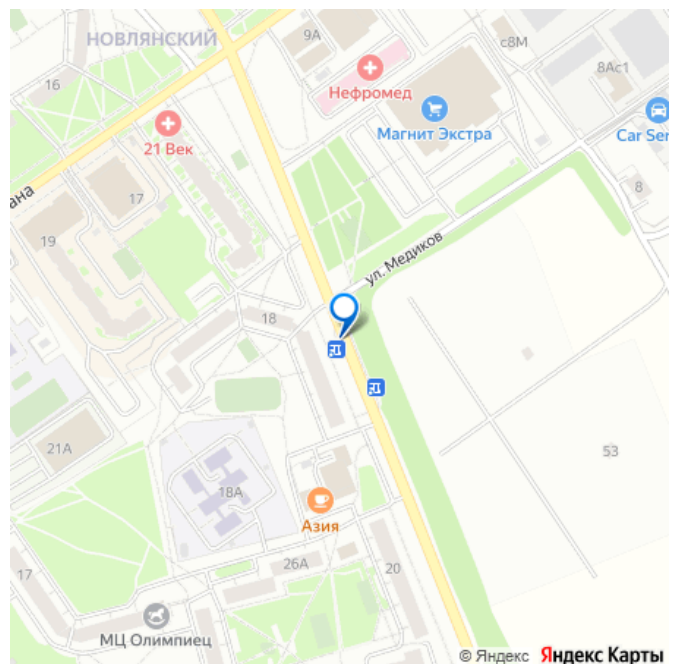 НОВЛЯНСКИЙ
9А
с8М
8Ас1
16
Нефромед
Магнит Экстра
Car Ser
21 Век
ана
17
8
19
ул. Медиков
18
21А
53
18А
Азия
26А
20
17
МЦ Олимпиец
© Яндекс Яндекс Карты